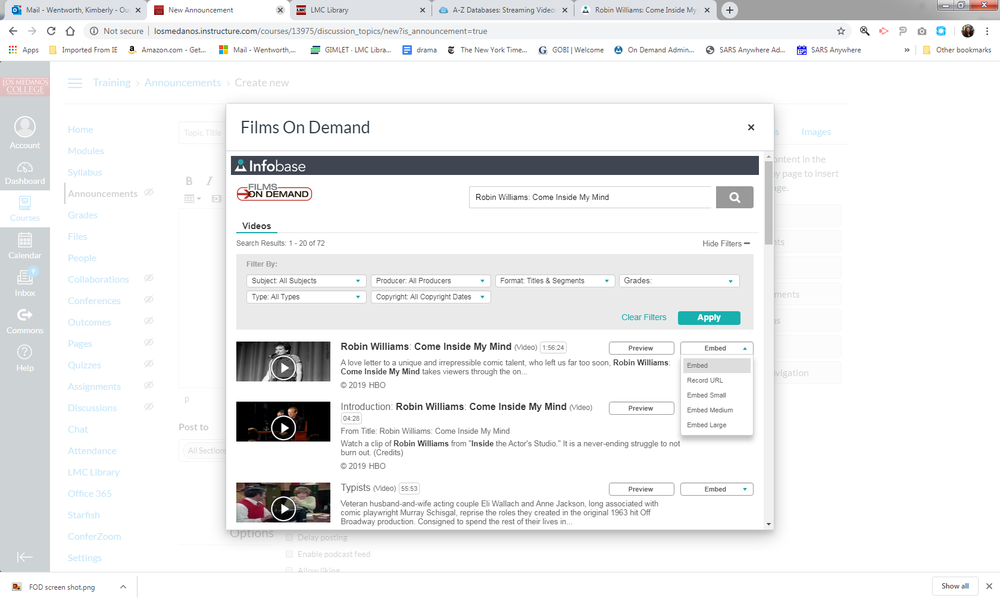 Mail - Wentworth, Kimberly - Ou
New Announcement
LMC
LMC Library
A-Z Databases: Streaming Video
Robin Williams: Come Inside My
Not secure
losmedanos.instructure.com/courses/13975/discussion_topics/new?is_announcement=true
Apps
Imported From IE
Amazon.com - Get...
Mail - Wentworth,...
GIMLET · LMC Libra...
drama
The New York Time...
GOBI | Welcome
On Demand Admin...
SARS Anywhere Ad...
SARS Anywhere
Other bookmarks
LOS MEDANOS
COLLEGE
Account
Dashboard
Courses
Calendar
9
Inbox
Commons
Help
Training
Announcements
Create new
Home
Modules
Syllabus
Announcements
Grades
Files
People
Collaborations
Conferences
Outcomes
Pages
Quizzes
Assignments
Discussions
Chat
Attendance
LMC Library
Office 365
Starfish
ConferZoom
Settings
Topic Title
B I
p
Post to
All Sections
Options
Delay posting
Enable podcast feed
Allow liking
Images
ontent in the
y page to insert
ge.
nts
ments
ns
vigation
Films On Demand
Infobase
FILMS
ON DEMAND
Robin Williams: Come Inside My Mind
Videos
Search Results: 1 - 20 of 72
Hide Filters
Filter By:
Subject: All Subjects
Producer: All Producers
Format: Titles & Segments
Grades:
Type: All Types
Copyright: All Copyright Dates
Clear Filters
Apply
Robin Williams: Come Inside My Mind (Video) 1:56:24
A love letter to a unique and irrepressible comic talent, who left us far too soon, Robin Williams:
Come Inside My Mind takes viewers through the on...
© 2019 HBO
Preview
Embed
Embed
Record URL
Embed Small
Embed Medium
Embed Large
Introduction: Robin Williams: Come Inside My Mind (Video)
04:28
From Title: Robin Williams: Come Inside My Mind
Watch a clip of Robin Williams from "Inside the Actor's Studio." It is a never-ending struggle to not
burn out. (Credits)
© 2019 HBO
Preview
Typists (Video) 55:53
Veteran husband-and-wife acting couple Eli Wallach and Anne Jackson, long associated with
comic playwright Murray Schisgal, reprise the roles they created in the original 1963 hit Off
Broadway production. Consigned to spend the rest of their lives in...
Preview
Embed
FOD screen shot.png
Show all